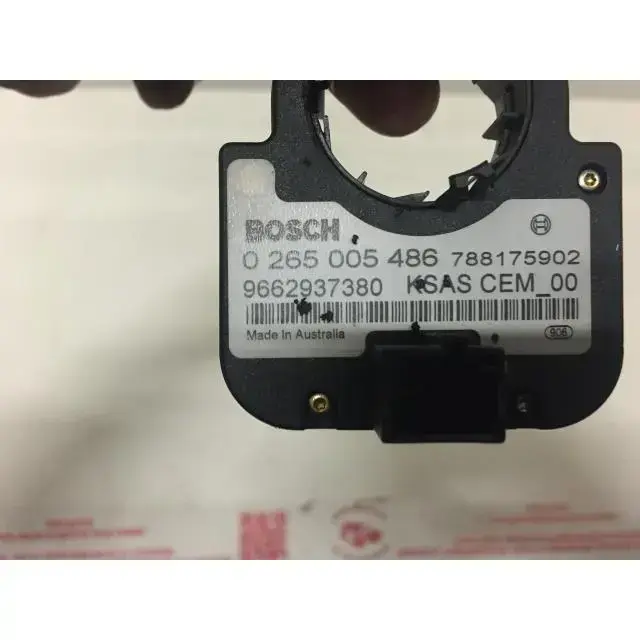 BOSCH
0 265 005 486 788175902
9662937380 KSAS CEM_00
Made In Australia
906